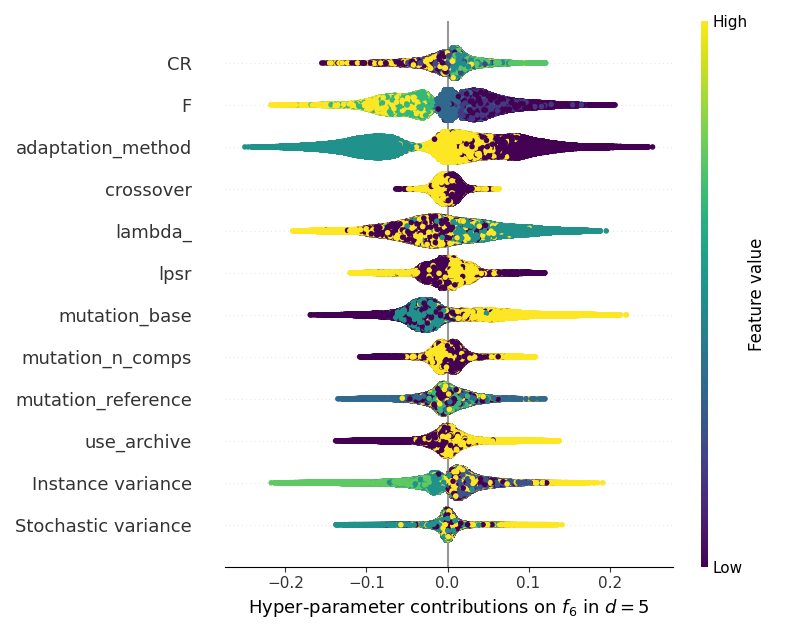 High
CR
F
adaptation_method
crossover
lambda_
lpsr
mutation_base
mutation_n_comps
mutation_reference
use_archive
Instance variance
Stochastic variance
Feature value
Low
−0.2 −0.1 0.0 0.1 0.2
Hyper-parameter contributions on f₆ in d = 5